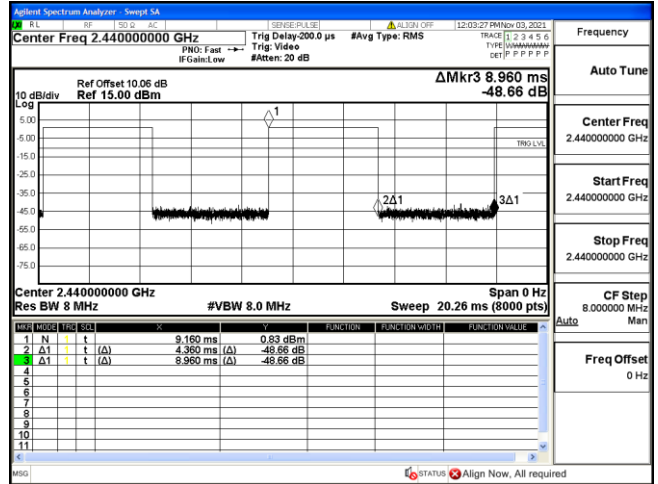 Agilent Spectrum Analyzer - Swept SA
RL RF 50 Ω AC SENSE:PULSE ALIGN OFF 12:03:27 PM Nov 03, 2021
Center Freq 2.440000000 GHz
PNO: Fast
IFGain:Low
Trig Delay-200.0 µs
Trig: Video
#Atten: 20 dB
#Avg Type: RMS
TRACE 1 2 3 4 5 6
TYPE
DET P P P P P P
Ref Offset 10.06 dB
10 dB/div Ref 15.00 dBm
ΔMkr3 8.960 ms
-48.66 dB
Log
5.00
-5.00
-15.0
-25.0
-35.0
-45.0
-55.0
-65.0
-75.0
1
TRIG LVL
2Δ1
3Δ1
Center 2.440000000 GHz Span 0 Hz
Res BW 8 MHz #VBW 8.0 MHz Sweep 20.26 ms (8000 pts)
MKR MODE TRC SCL X Y FUNCTION FUNCTION WIDTH FUNCTION VALUE
1 N 1 t 9.160 ms 0.83 dBm
2 Δ1 1 t (Δ) 4.360 ms (Δ) -48.66 dB
3 Δ1 1 t (Δ) 8.960 ms (Δ) -48.66 dB
4
5
6
7
8
9
10
11
MSG STATUS Align Now, All required
Frequency
Auto Tune
Center Freq
2.440000000 GHz
Start Freq
2.440000000 GHz
Stop Freq
2.440000000 GHz
CF Step
8.000000 MHz
Auto Man
Freq Offset
0 Hz